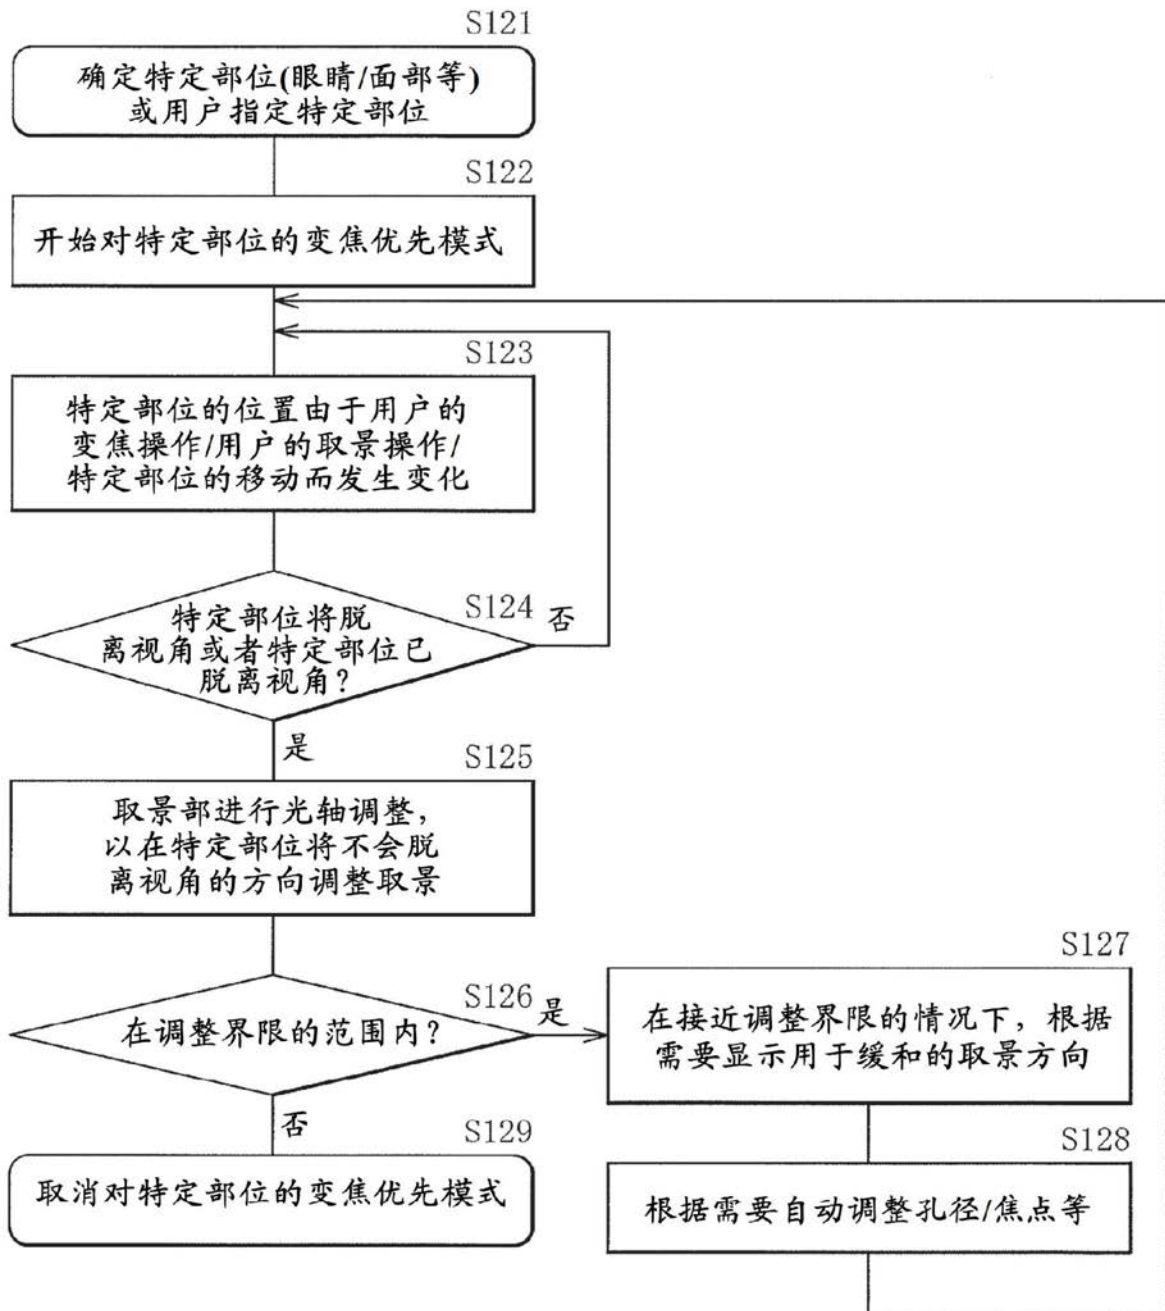 S121
确定特定部位(眼睛/面部等)
或用户指定特定部位
S122
开始对特定部位的变焦优先模式
S123
特定部位的位置由于用户的
变焦操作/用户的取景操作/
特定部位的移动而发生变化
S124
特定部位将脱
离视角或者特定部位已
脱离视角？
否
是
S125
取景部进行光轴调整，
以在特定部位将不会脱
离视角的方向调整取景
S126
在调整界限的范围内？
是
否
S127
在接近调整界限的情况下，根据
需要显示用于缓和的取景方向
S128
根据需要自动调整孔径/焦点等
S129
取消对特定部位的变焦优先模式